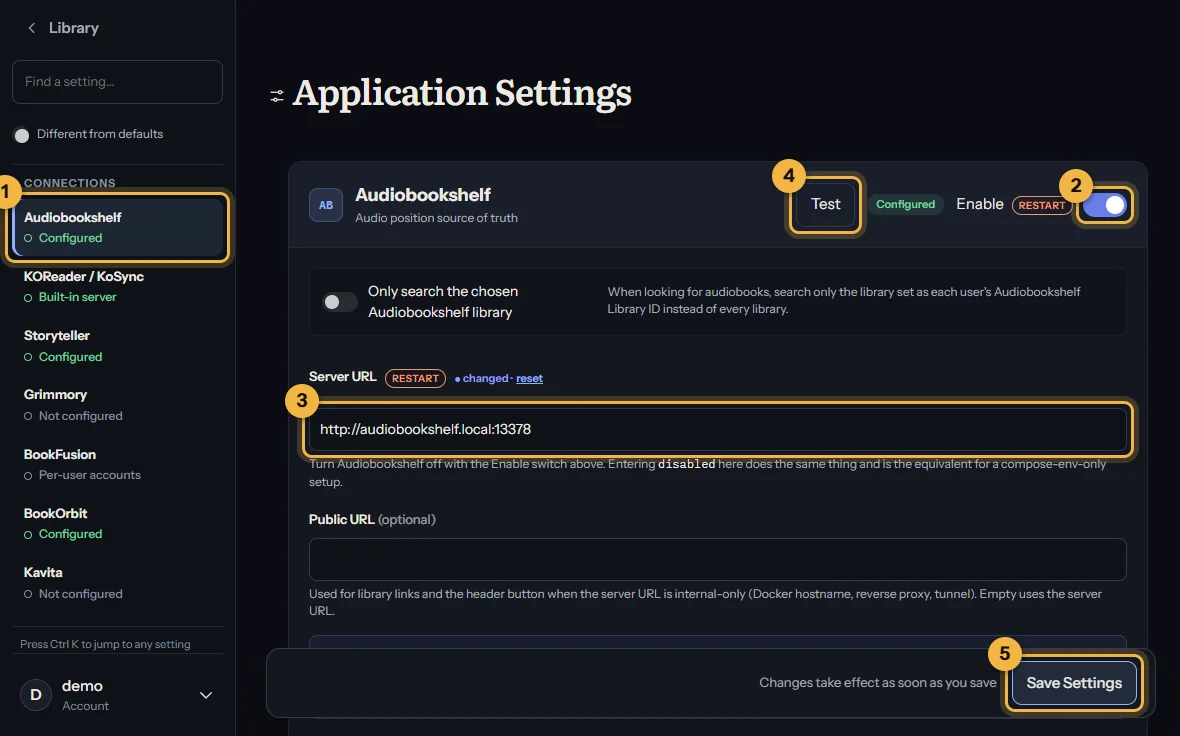 Library
Find a setting...
Different from defaults
CONNECTIONS
1
Audiobookshelf
Configured
KOReader / KoSync
Built-in server
Storyteller
Configured
Grimmory
Not configured
BookFusion
Per-user accounts
BookOrbit
Configured
Kavita
Not configured
Press Ctrl K to jump to any setting
D
demo
Account
Application Settings
AB
Audiobookshelf
Audio position source of truth
4
Test
Configured
Enable
RESTART
2
Only search the chosen
Audiobookshelf library
When looking for audiobooks, search only the library set as each user's Audiobookshelf
Library ID instead of every library.
Server URL RESTART • changed · reset
3
http://audiobookshelf.local:13378
Turn Audiobookshelf off with the Enable switch above. Entering disabled here does the same thing and is the equivalent for a compose-env-only
setup.
Public URL (optional)
Used for library links and the header button when the server URL is internal-only (Docker hostname, reverse proxy, tunnel). Empty uses the server
URL.
5
Changes take effect as soon as you save
Save Settings